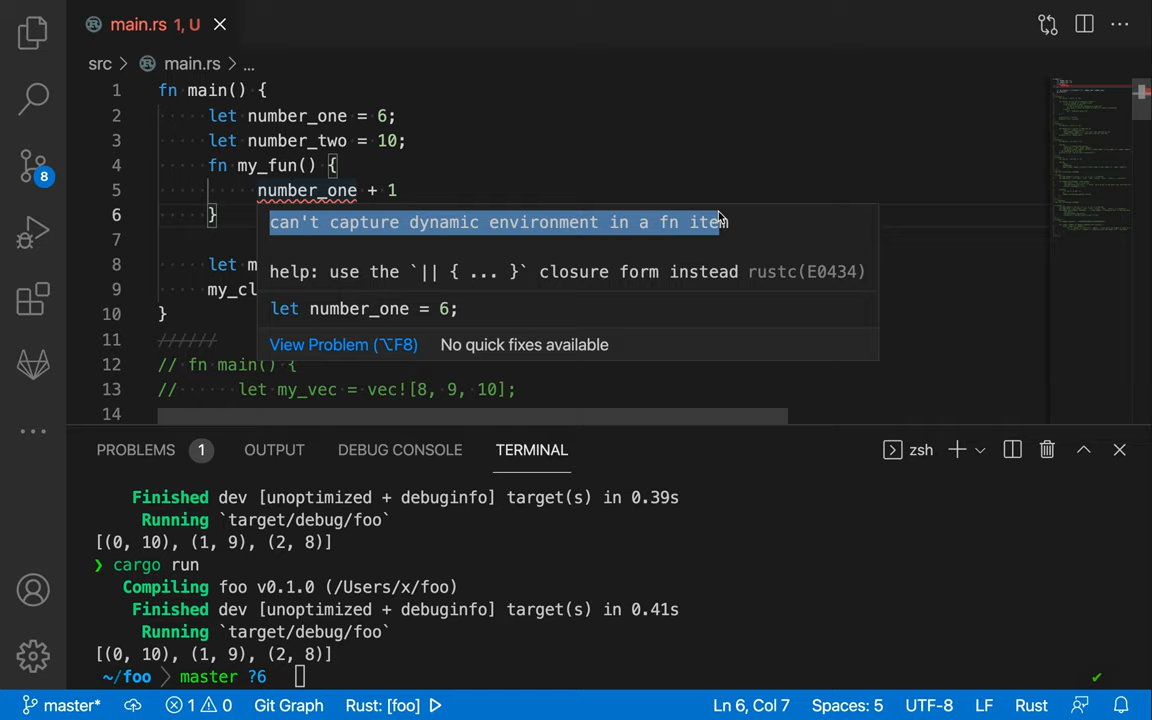 main.rs 1, U
src > main.rs > ...
1 fn main() {
2 let number_one = 6;
3 let number_two = 10;
4 fn my_fun() {
5 number_one + 1
6 }
can't capture dynamic environment in a fn item
7
help: use the `|| { ... }` closure form instead rustc(E0434)
8 let m
9 my_cl
let number_one = 6;
10 }
11 //////
View Problem (⌥F8) No quick fixes available
12 // fn main() {
13 // let my_vec = vec![8, 9, 10];
14
8
PROBLEMS 1 OUTPUT DEBUG CONSOLE TERMINAL zsh
Finished dev [unoptimized + debuginfo] target(s) in 0.39s
Running `target/debug/foo`
[(0, 10), (1, 9), (2, 8)]
❯ cargo run
Compiling foo v0.1.0 (/Users/x/foo)
Finished dev [unoptimized + debuginfo] target(s) in 0.41s
Running `target/debug/foo`
[(0, 10), (1, 9), (2, 8)]
~/foo > master ?6
master* 1 0 Git Graph Rust: [foo] Ln 6, Col 7 Spaces: 5 UTF-8 LF Rust